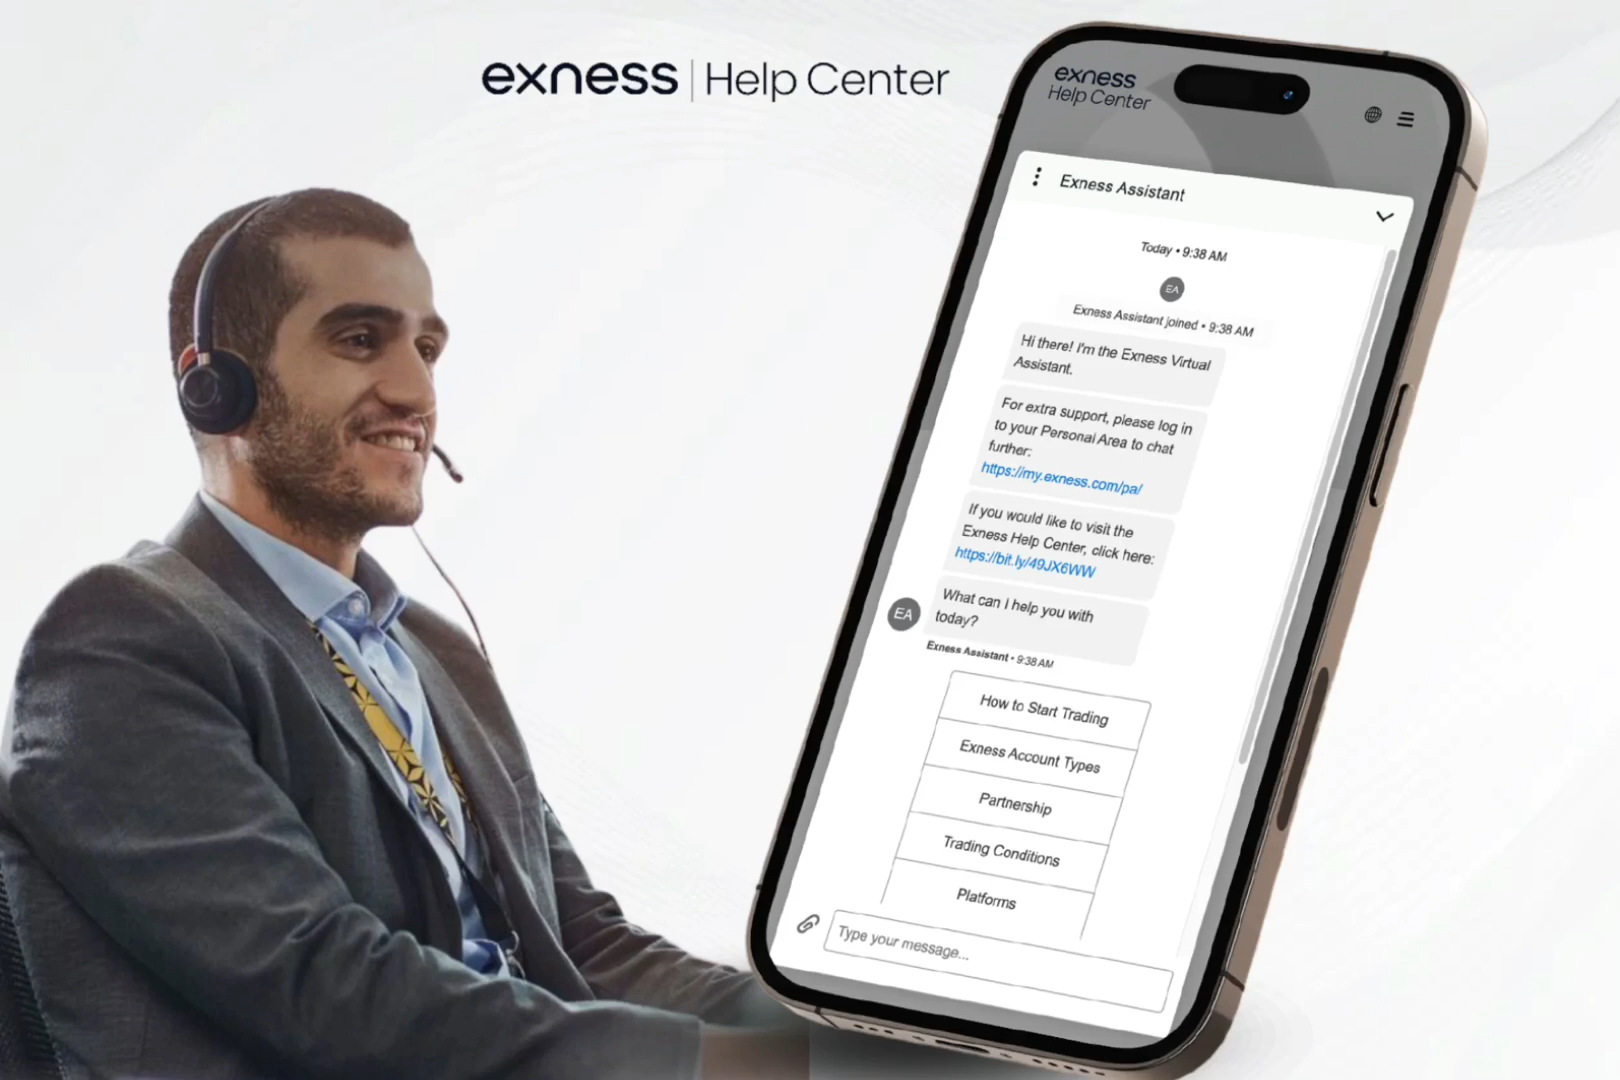 exness | Help Center
exness
Help Center
Exness Assistant
Today • 9:38 AM
EA
Exness Assistant joined • 9:38 AM
Hi there! I'm the Exness Virtual
Assistant.
For extra support, please log in
to your Personal Area to chat
further:
https://my.exness.com/pa/
If you would like to visit the
Exness Help Center, click here:
https://bit.ly/49JX6WW
What can I help you with
today?
EA
Exness Assistant • 9:38 AM
How to Start Trading
Exness Account Types
Partnership
Trading Conditions
Platforms
Type your message...